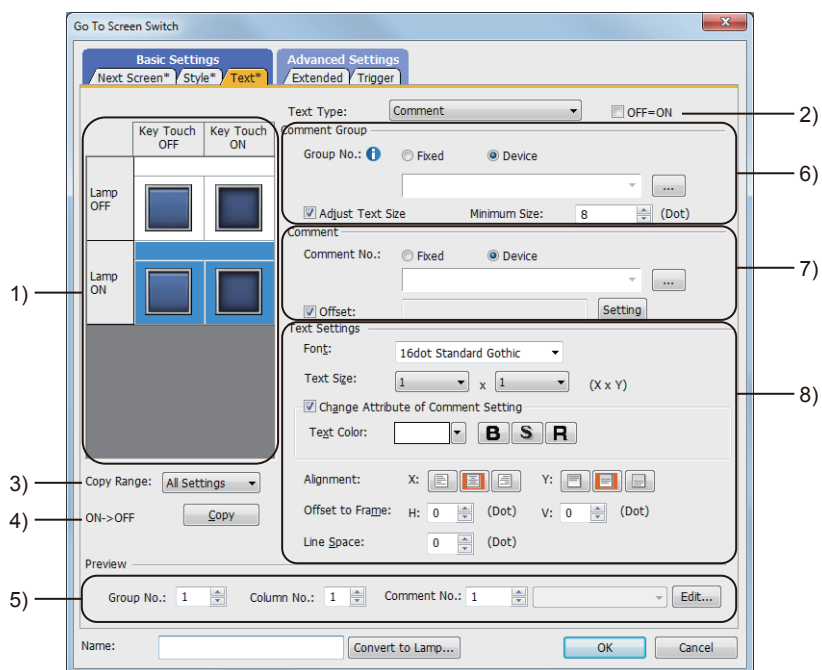 Go To Screen Switch
Basic Settings
Advanced Settings
Next Screen* Style* Text* Extended Trigger
Text Type: Comment OFF=ON
2)
1)
Key Touch OFF
Key Touch ON
Lamp OFF
Lamp ON
Comment Group
Group No.: Fixed Device
...
Adjust Text Size Minimum Size: 8 (Dot)
6)
Comment
Comment No.: Fixed Device
...
Offset: Setting
7)
Text Settings
Font: 16dot Standard Gothic
Text Size: 1 x 1 (X x Y)
Change Attribute of Comment Setting
Text Color: B S R
Alignment: X: Y:
Offset to Frame: H: 0 (Dot) V: 0 (Dot)
Line Space: 0 (Dot)
8)
3)
Copy Range: All Settings
4)
ON->OFF Copy
Preview
5)
Group No.: 1 Column No.: 1 Comment No.: 1 Edit...
Name: Convert to Lamp... OK Cancel